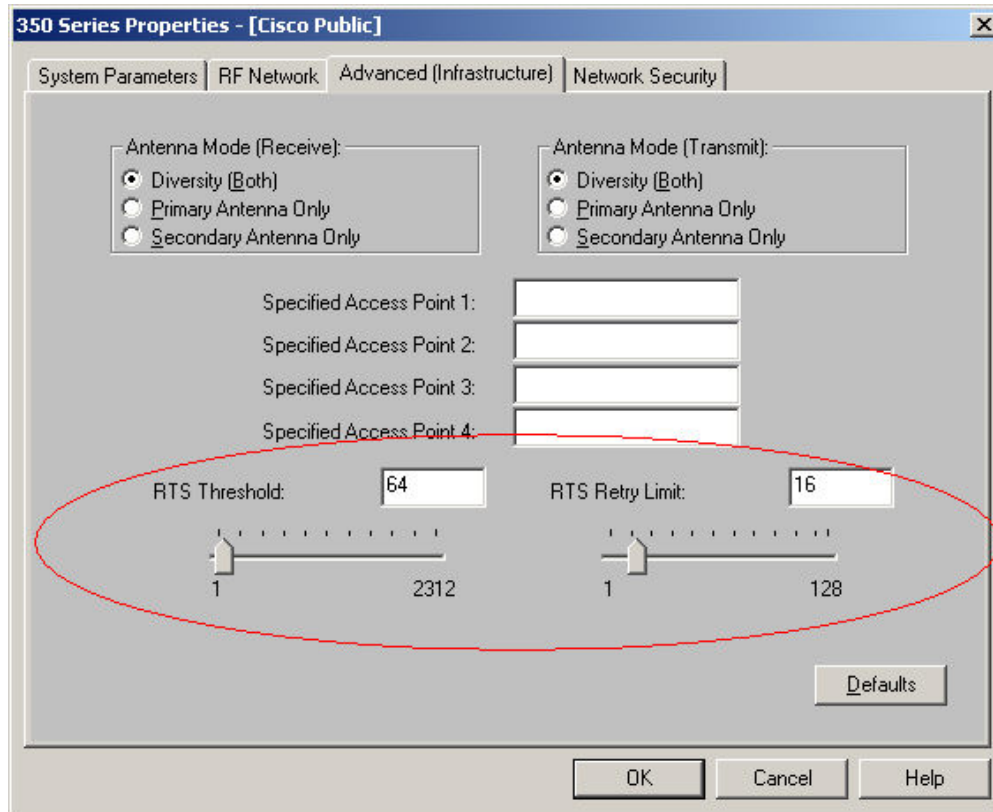 350 Series Properties - [Cisco Public]
System Parameters RF Network Advanced (Infrastructure) Network Security
Antenna Mode (Receive): Antenna Mode (Transmit):
Diversity (Both) Diversity (Both)
Primary Antenna Only Primary Antenna Only
Secondary Antenna Only Secondary Antenna Only
Specified Access Point 1:
Specified Access Point 2:
Specified Access Point 3:
Specified Access Point 4:
RTS Threshold: 64 RTS Retry Limit: 16
1 2312 1 128
Defaults
OK Cancel Help